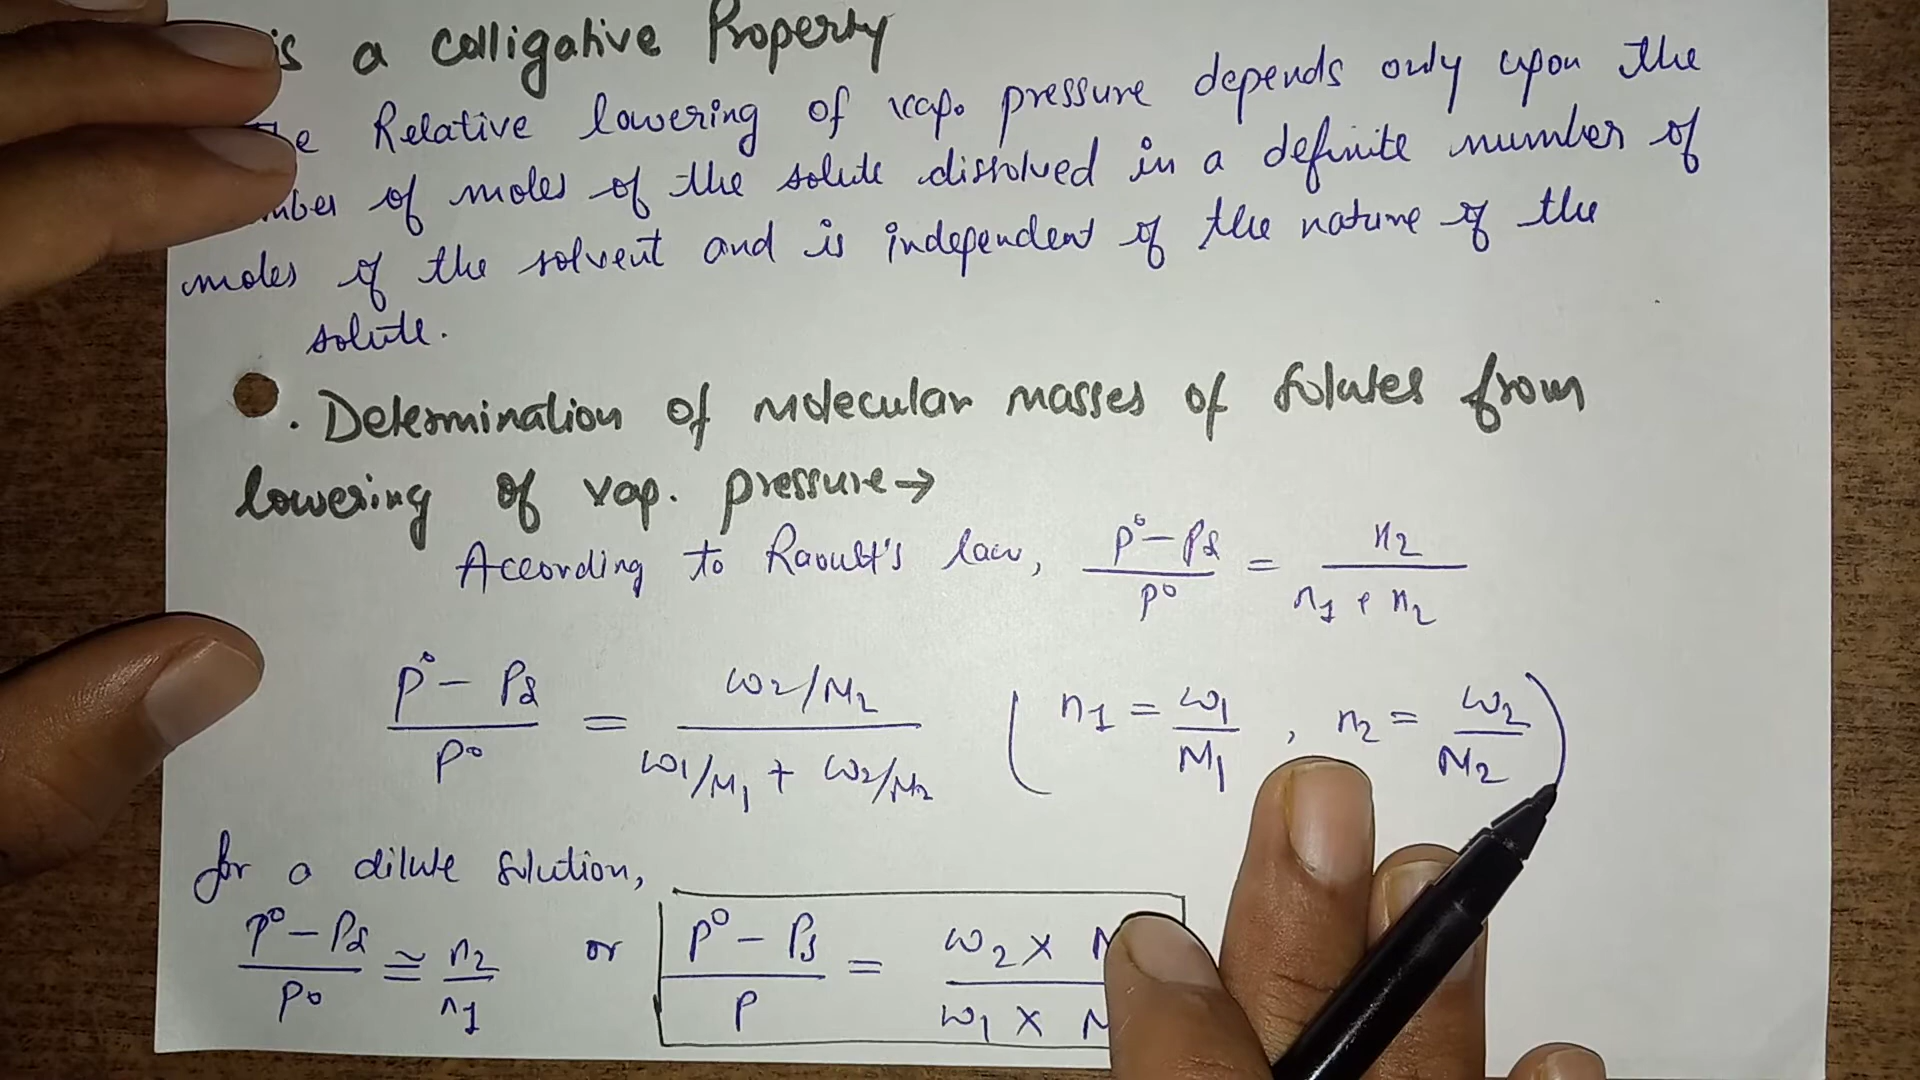 is a colligative Property
Relative lowering of vap. pressure depends only upon the
of moles of the solute dissolved in a definite number of
moles of the solvent and is independent of the nature of the
solute.
. Determination of molecular masses of solutes from
lowering of vap. pressure →
According to Raoult's law, (P° - Ps)/P° = n2/(n1 + n2)
(P° - Ps)/P° = (w2/M2)/(w1/M1 + w2/M2) (n1 = w1/M1, n2 = w2/M2)
for a dilute solution,
(P° - Ps)/P° ≅ n2/n1 or (P° - Ps)/P = (w2 ×)/(w1 ×)